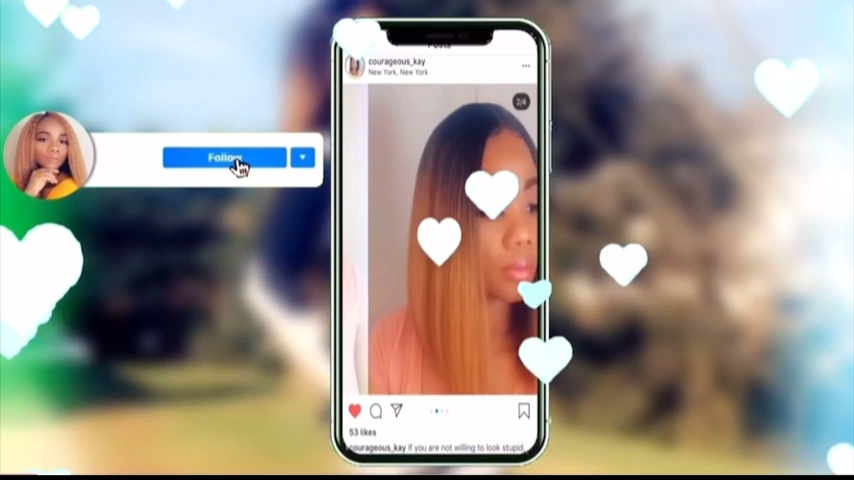 Posts
courageous_kay
New York, New York
2/4
Follow
53 likes
courageous_kay If you are not willing to look stupid,